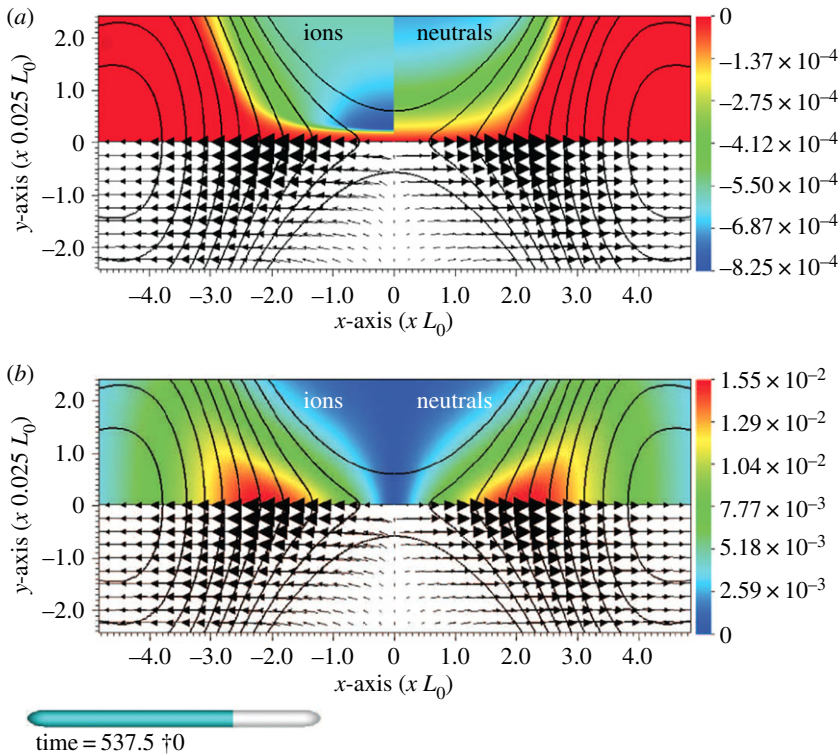 (a)
ions neutrals
2.0
1.0
0
–1.0
–2.0
y-axis (x 0.025 L0)
–4.0 –3.0 –2.0 –1.0 0 1.0 2.0 3.0 4.0
x-axis (x L0)
0
–1.37 × 10–4
–2.75 × 10–4
–4.12 × 10–4
–5.50 × 10–4
–6.87 × 10–4
–8.25 × 10–4
(b)
ions neutrals
2.0
1.0
0
–1.0
–2.0
y-axis (x 0.025 L0)
–4.0 –3.0 –2.0 –1.0 0 1.0 2.0 3.0 4.0
x-axis (x L0)
1.55 × 10–2
1.29 × 10–2
1.04 × 10–2
7.77 × 10–3
5.18 × 10–3
2.59 × 10–3
0
time = 537.5 †0